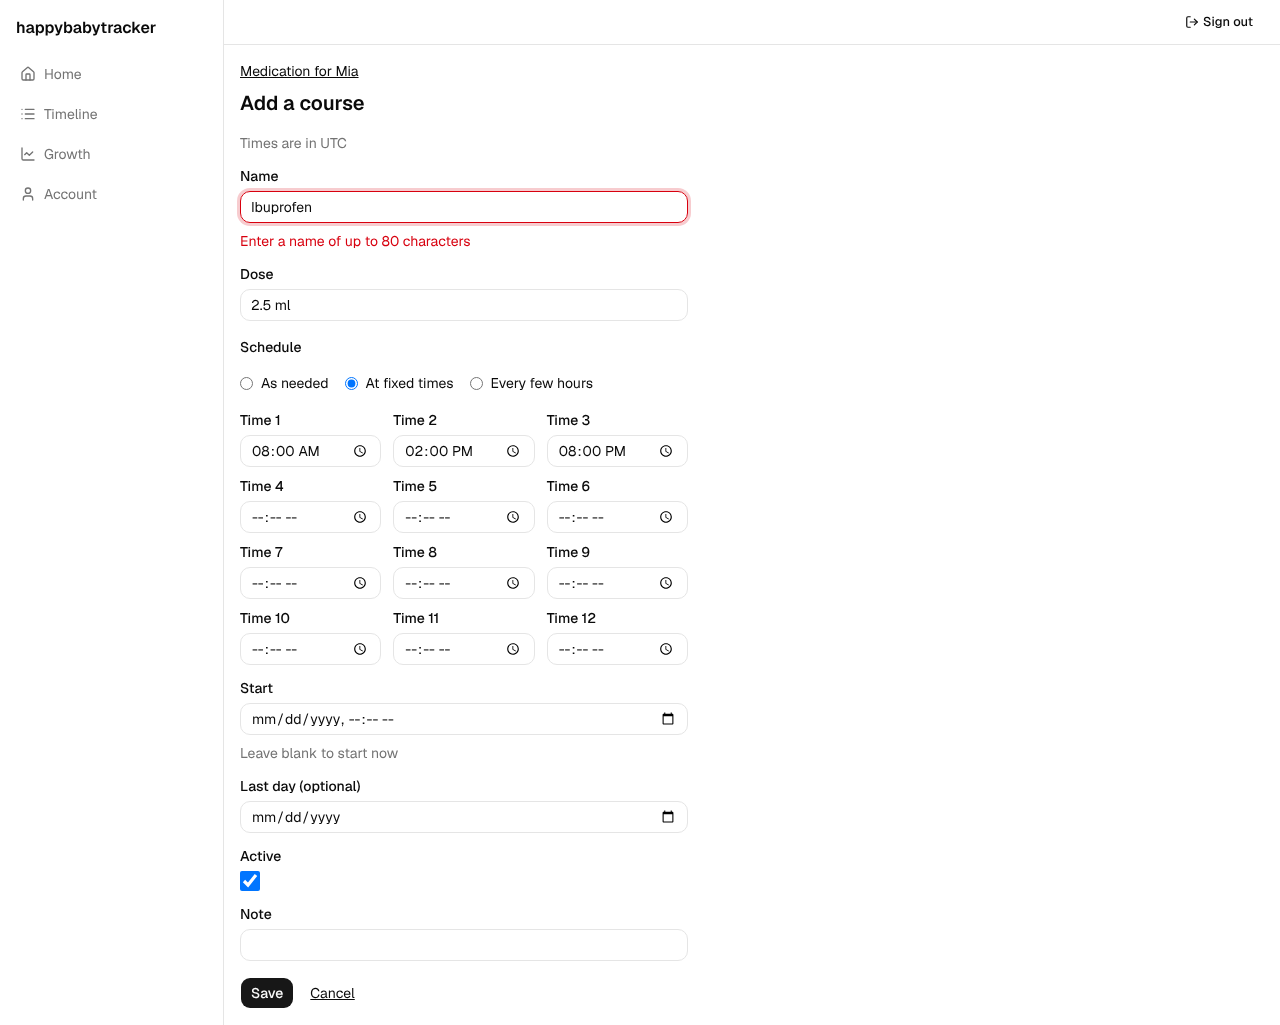 happybabytracker
Sign out
Home
Timeline
Growth
Account
Medication for Mia
Add a course
Times are in UTC
Name
Ibuprofen
Enter a name of up to 80 characters
Dose
2.5 ml
Schedule
As needed At fixed times Every few hours
Time 1 Time 2 Time 3
08:00 AM 02:00 PM 08:00 PM
Time 4 Time 5 Time 6
--:-- -- --:-- -- --:-- --
Time 7 Time 8 Time 9
--:-- -- --:-- -- --:-- --
Time 10 Time 11 Time 12
--:-- -- --:-- -- --:-- --
Start
mm/dd/yyyy, --:-- --
Leave blank to start now
Last day (optional)
mm/dd/yyyy
Active
Note
Save Cancel